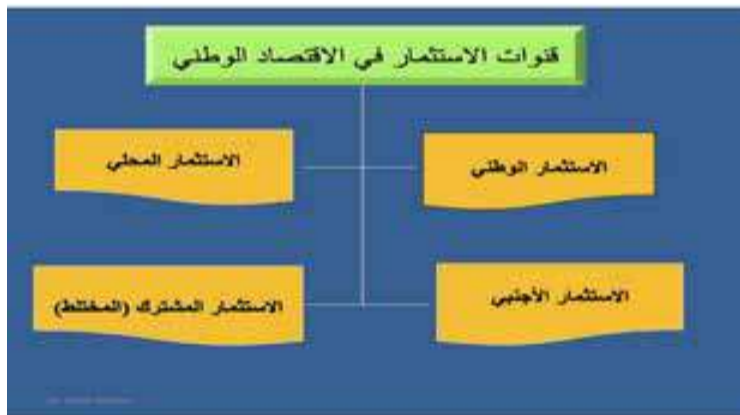 قنوات الاستثمار في الاقتصاد الوطني
الاستثمار الوطني
الاستثمار المحلي
الاستثمار الأجنبي
الاستثمار المشترك (المختلط)